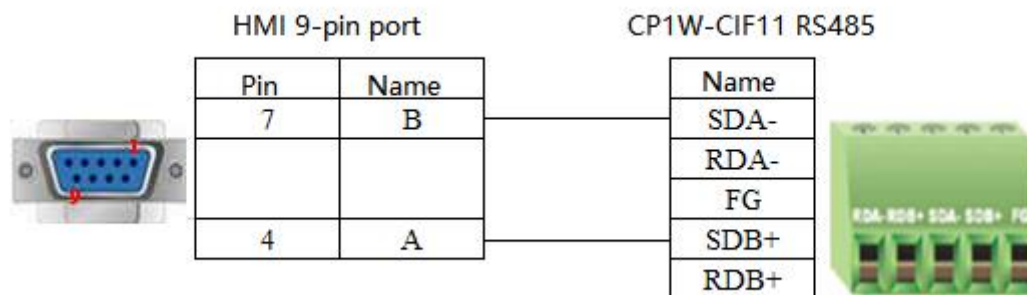 HMI 9-pin port
CP1W-CIF11 RS485
Pin Name
Name
7 B
SDA-
RDA-
FG
4 A
SDB+
RDB+
1
9
RDA- RDB+ SDA- SDB+ FG